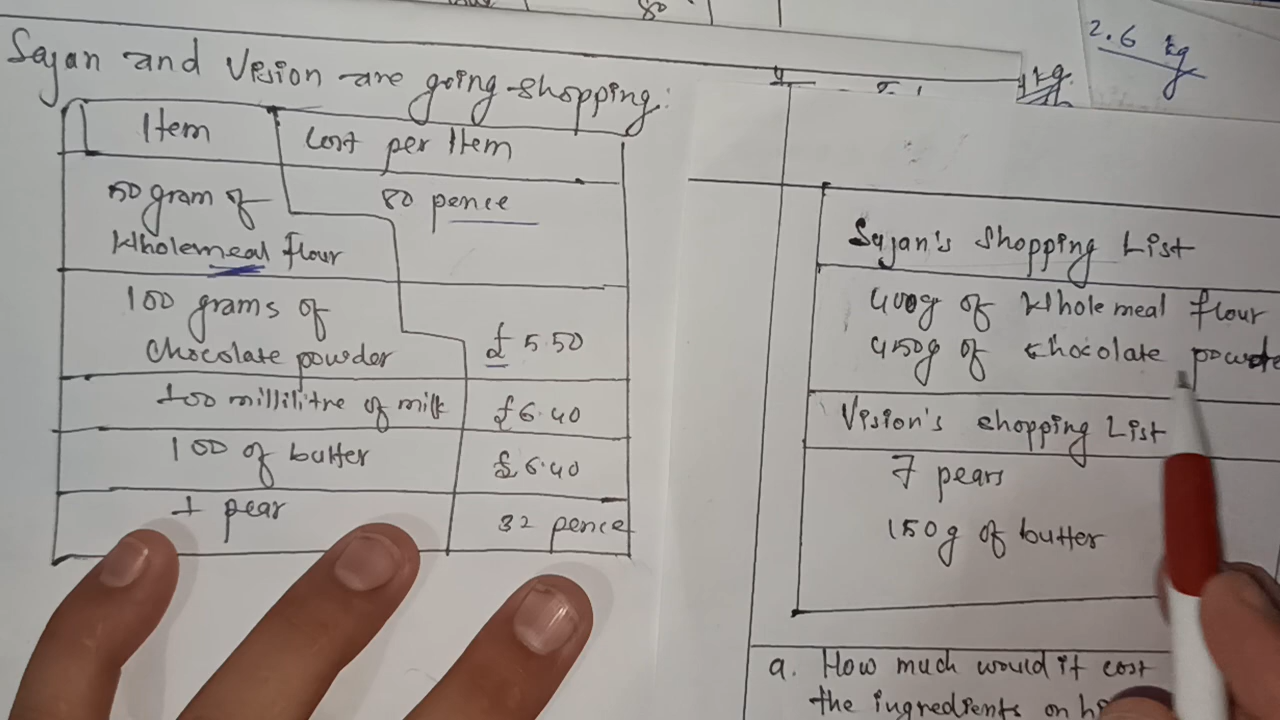 80
2.6 kg
kg.
Sajan and Vision are going shopping:
Item
Cost per Item
50 gram of
Wholemeal flour
80 pence
100 grams of
Chocolate powder
£ 5.50
100 millilitre of milk
£6.40
100 of butter
£6.40
1 pear
32 pence
Sajan's Shopping List
400g of Wholemeal flour
450g of chocolate
Vision's shopping List
7 pears
150g of butter
a. How much would it cost
the ingredients on